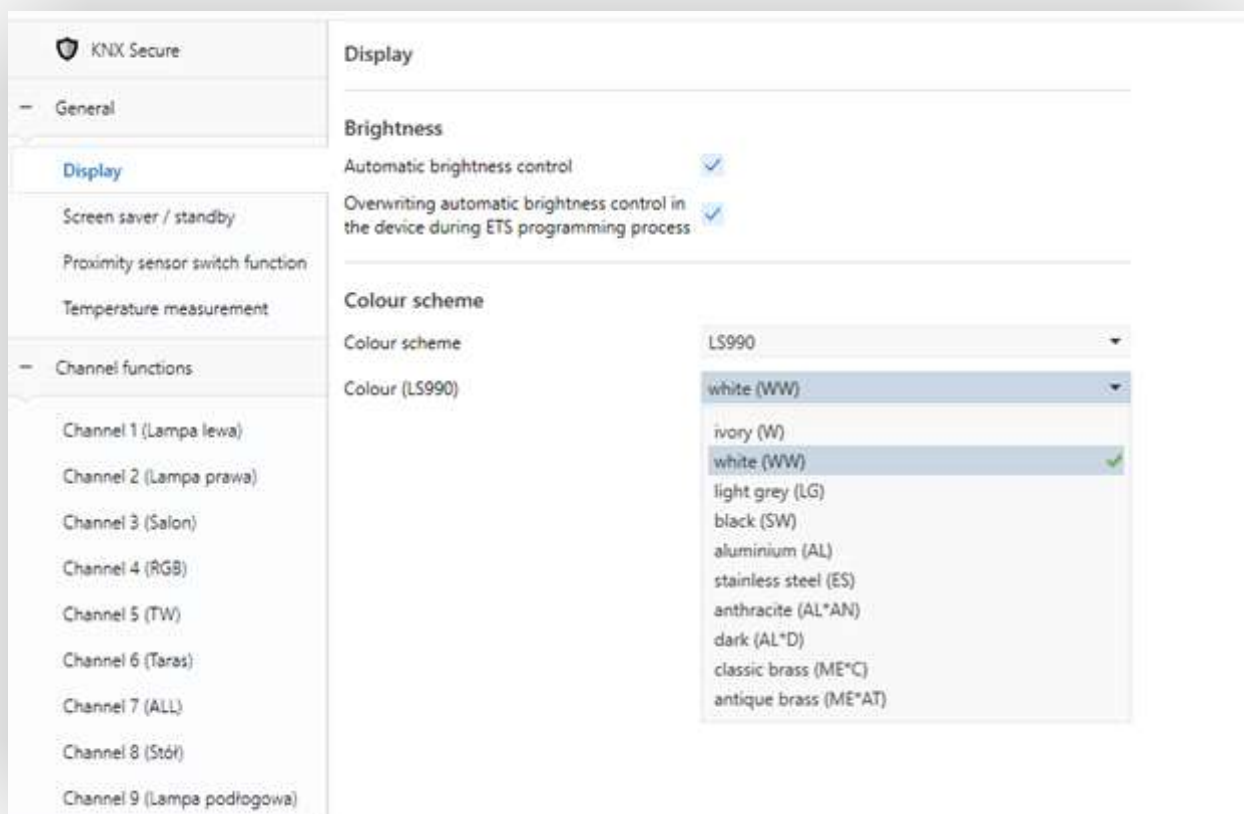 KNX Secure
General
Display
Screen saver / standby
Proximity sensor switch function
Temperature measurement
Channel functions
Channel 1 (Lampa lewa)
Channel 2 (Lampa prawa)
Channel 3 (Salon)
Channel 4 (RGB)
Channel 5 (TW)
Channel 6 (Taras)
Channel 7 (ALL)
Channel 8 (Stół)
Channel 9 (Lampa podłogowa)
Display
Brightness
Automatic brightness control
Overwriting automatic brightness control in
the device during ETS programming process
Colour scheme
Colour scheme
LS990
Colour (LS990)
white (WW)
ivory (W)
white (WW)
light grey (LG)
black (SW)
aluminium (AL)
stainless steel (ES)
anthracite (AL*AN)
dark (AL*D)
classic brass (ME*C)
antique brass (ME*AT)